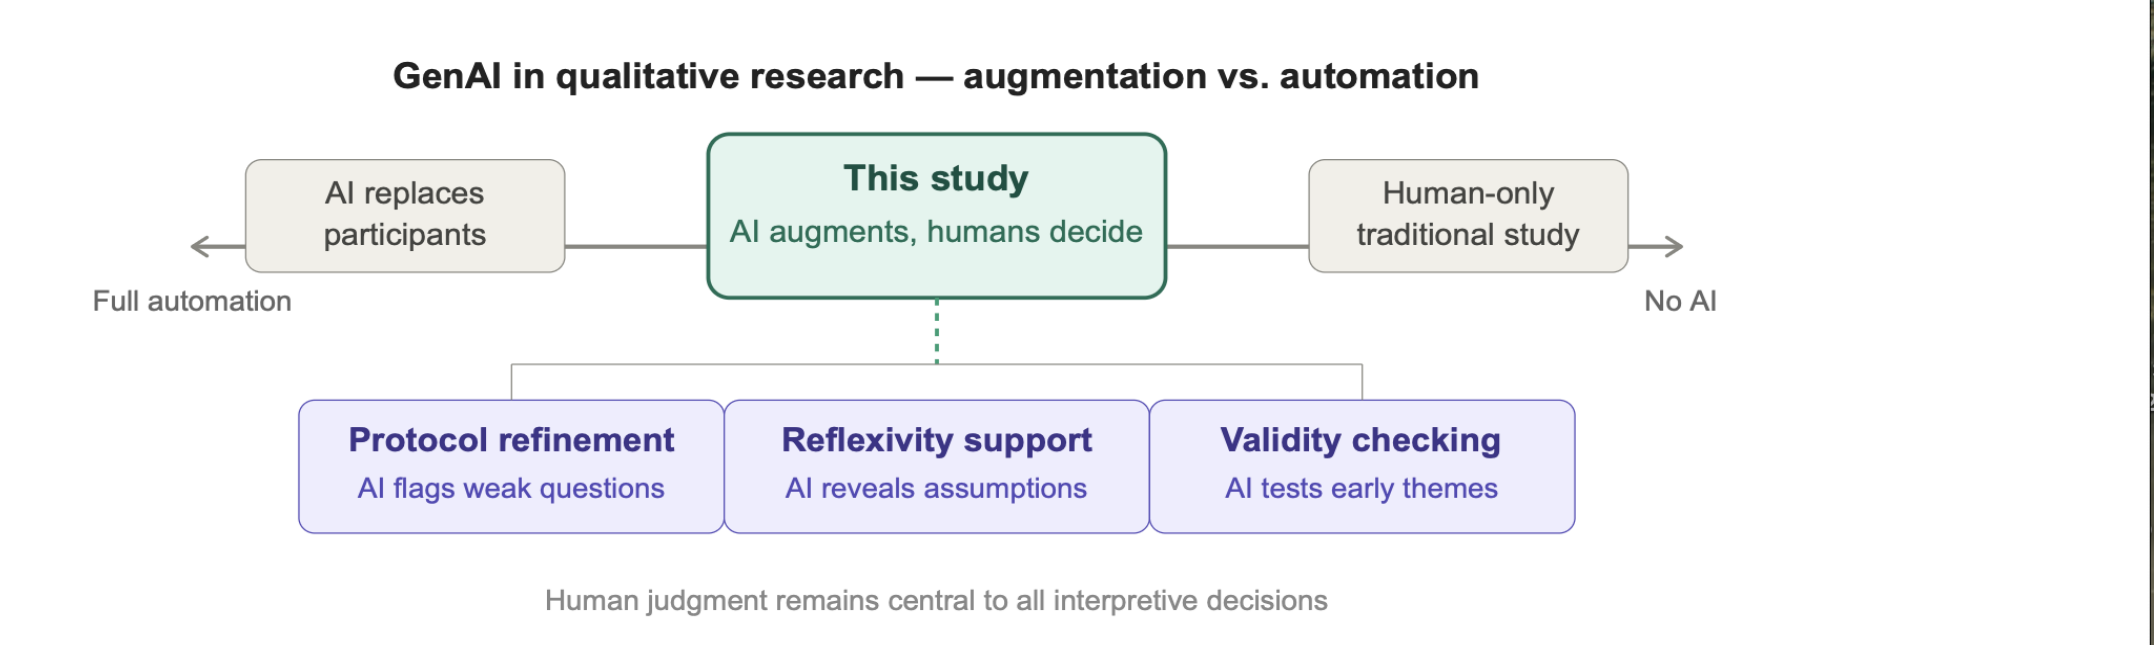 GenAI in qualitative research — augmentation vs. automation
AI replaces
participants
This study
AI augments, humans decide
Human-only
traditional study
Full automation
No AI
Protocol refinement
AI flags weak questions
Reflexivity support
AI reveals assumptions
Validity checking
AI tests early themes
Human judgment remains central to all interpretive decisions